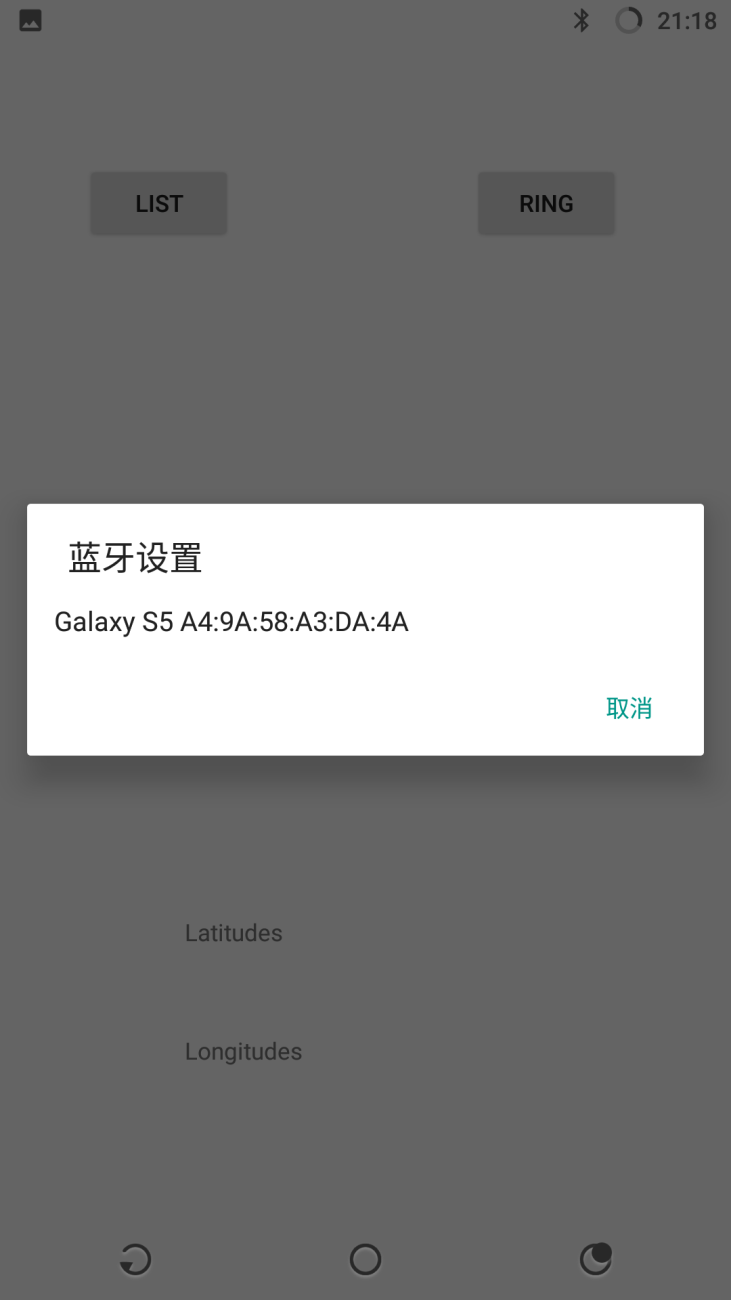 21:18
LIST
RING
蓝牙设置
Galaxy S5 A4:9A:58:A3:DA:4A
取消
Latitudes
Longitudes